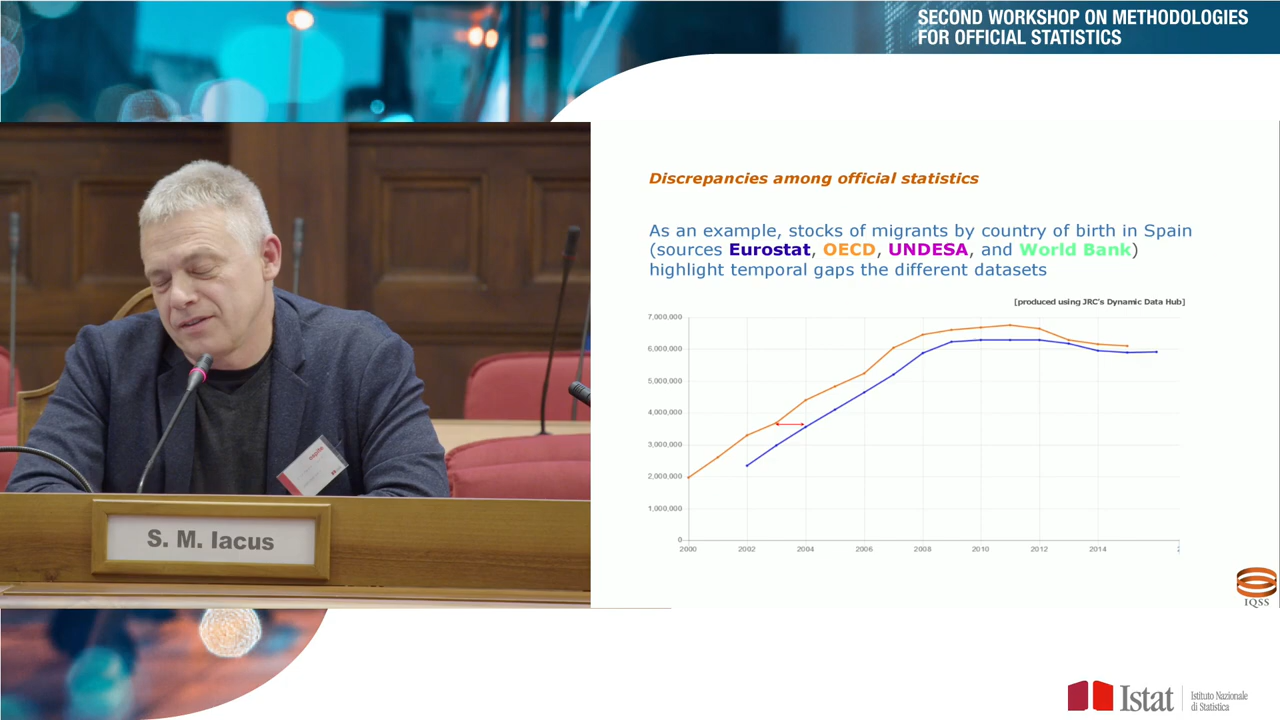 SECOND WORKSHOP ON METHODOLOGIES
FOR OFFICIAL STATISTICS
Discrepancies among official statistics
As an example, stocks of migrants by country of birth in Spain
(sources Eurostat, OECD, UNDESA, and World Bank)
highlight temporal gaps the different datasets
[produced using JRC's Dynamic Data Hub]
7,000,000
6,000,000
5,000,000
4,000,000
3,000,000
2,000,000
1,000,000
0
2000 2002 2004 2006 2008 2010 2012 2014
S. M. Iacus
IQSS
Istat
Istituto Nazionale
di Statistica